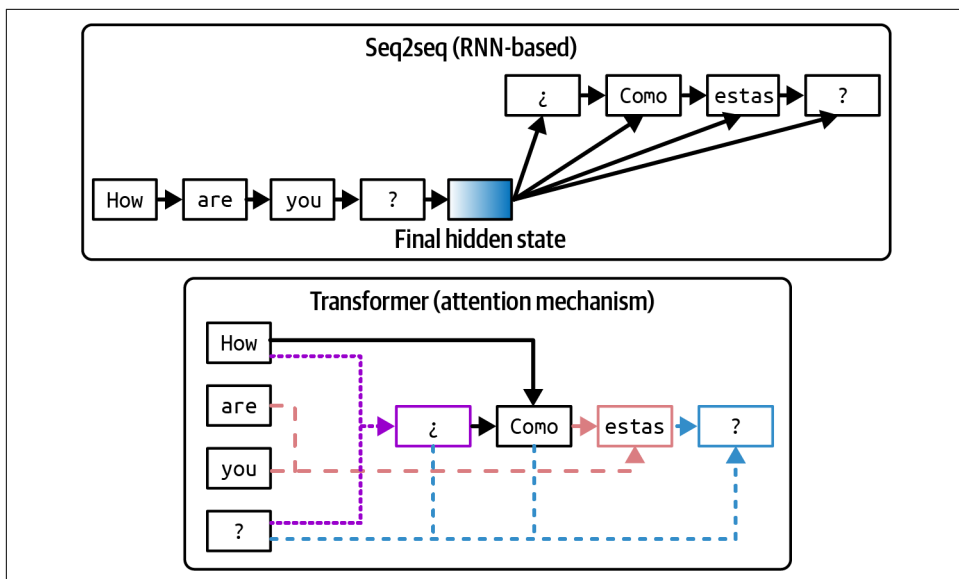 Seq2seq (RNN-based)
¿ Como estas ?
How are you ?
Final hidden state
Transformer (attention mechanism)
How
are
¿ Como estas ?
you
?